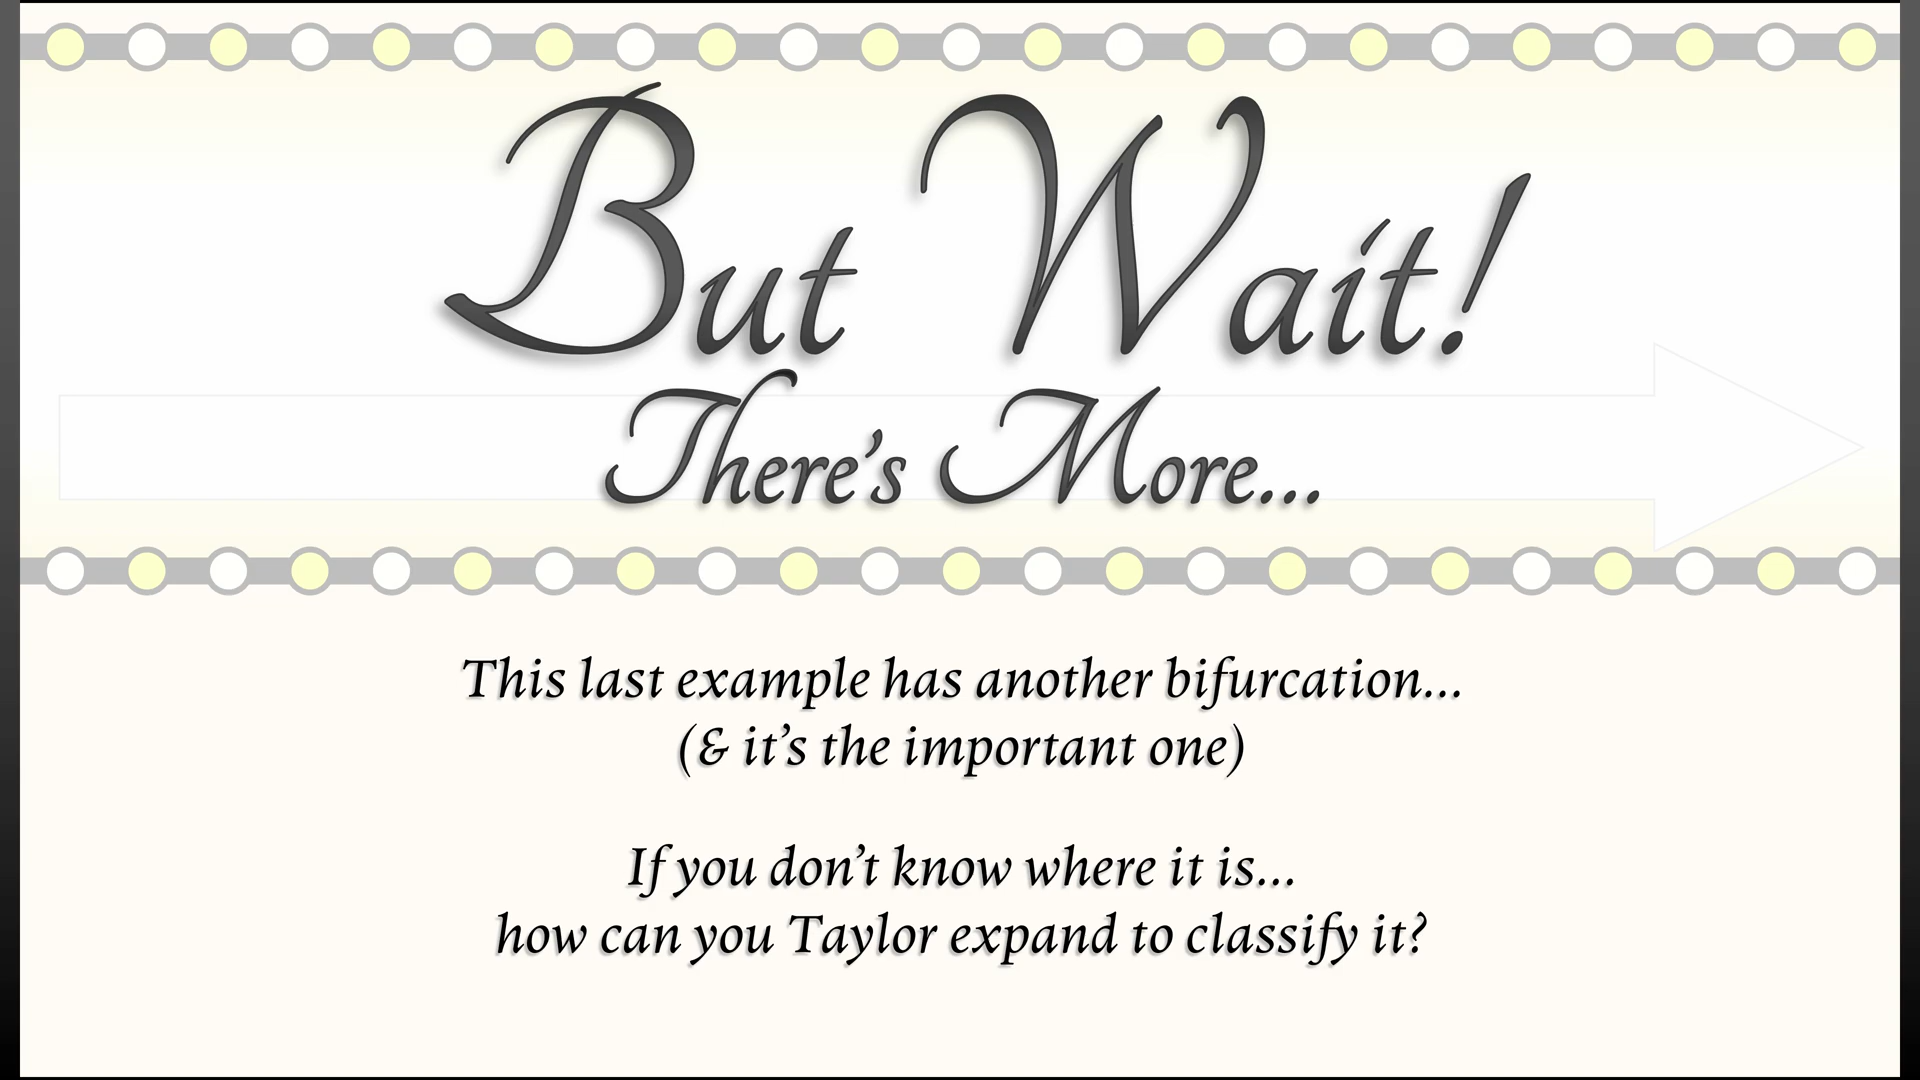 But Wait!
There's More...
This last example has another bifurcation...
(& it's the important one)
If you don't know where it is...
how can you Taylor expand to classify it?